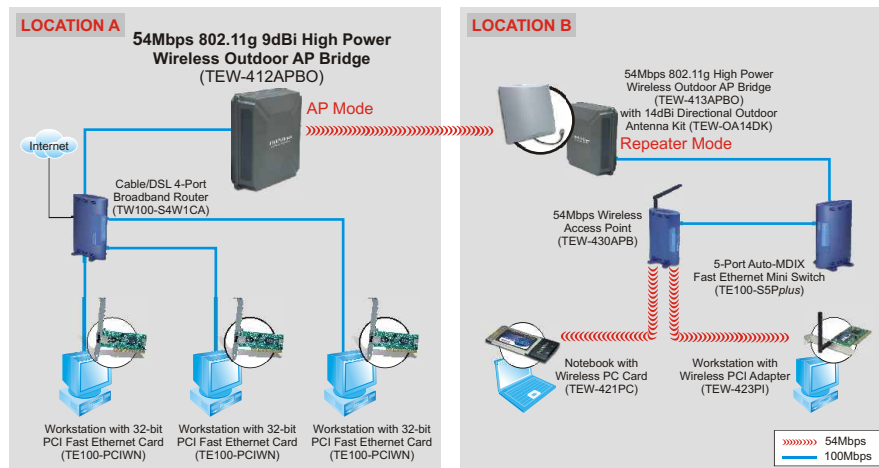 LOCATION A
54Mbps 802.11g 9dBi High Power
Wireless Outdoor AP Bridge
(TEW-412APBO)
AP Mode
Internet
Cable/DSL 4-Port
Broadband Router
(TW100-S4W1CA)
Workstation with 32-bit
PCI Fast Ethernet Card
(TE100-PCIWN)
Workstation with 32-bit
PCI Fast Ethernet Card
(TE100-PCIWN)
Workstation with 32-bit
PCI Fast Ethernet Card
(TE100-PCIWN)
LOCATION B
54Mbps 802.11g High Power
Wireless Outdoor AP Bridge
(TEW-413APBO)
with 14dBi Directional Outdoor
Antenna Kit (TEW-OA14DK)
Repeater Mode
54Mbps Wireless
Access Point
(TEW-430APB)
5-Port Auto-MDIX
Fast Ethernet Mini Switch
(TE100-S5Pplus)
Notebook with
Wireless PC Card
(TEW-421PC)
Workstation with
Wireless PCI Adapter
(TEW-423PI)
54Mbps
100Mbps